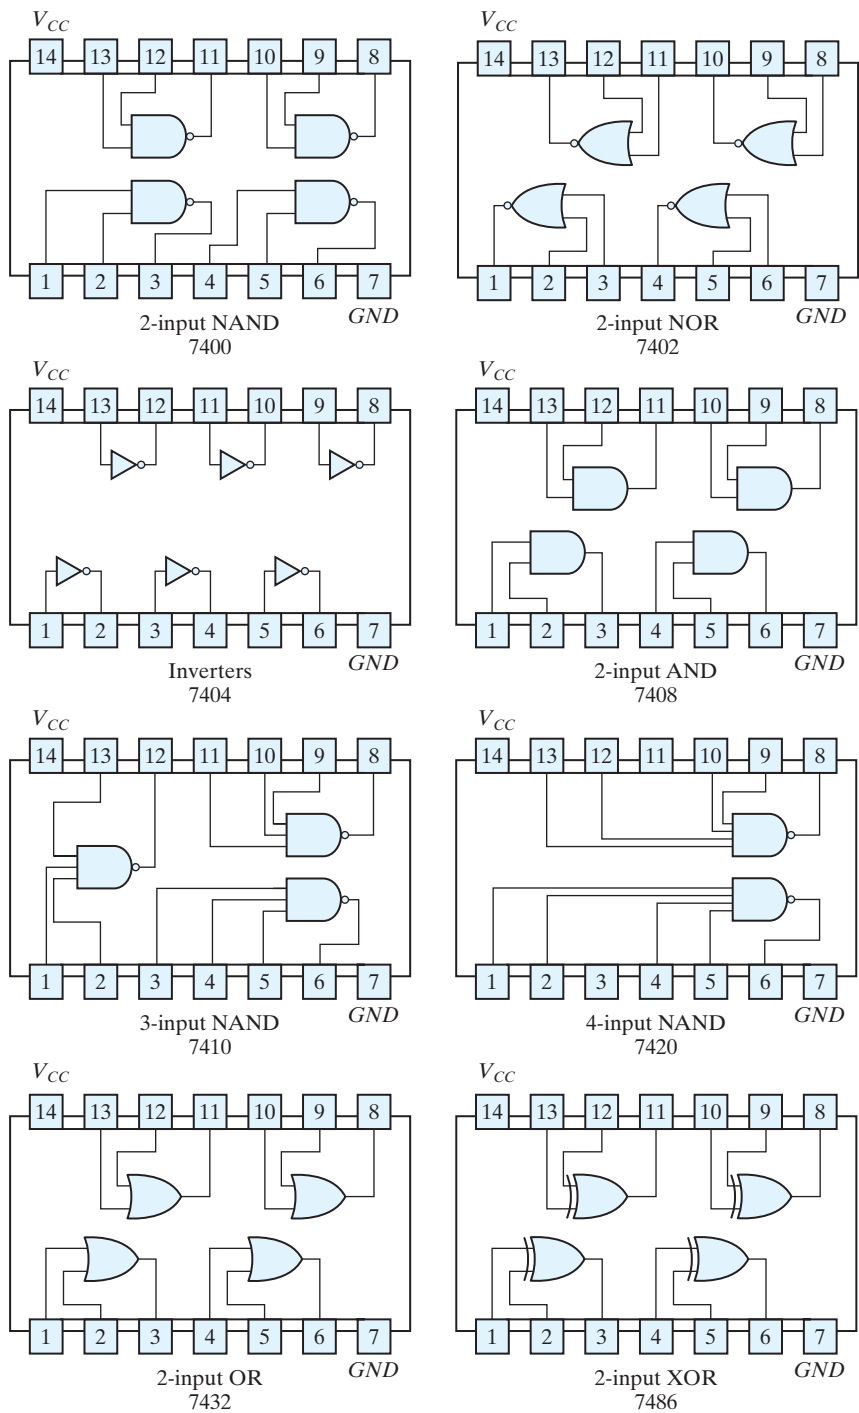 V_CC V_CC
14 13 12 11 10 9 8 14 13 12 11 10 9 8
1 2 3 4 5 6 7 1 2 3 4 5 6 7
2-input NAND GND 2-input NOR GND
7400 7402
V_CC V_CC
14 13 12 11 10 9 8 14 13 12 11 10 9 8
1 2 3 4 5 6 7 1 2 3 4 5 6 7
Inverters GND 2-input AND GND
7404 7408
V_CC V_CC
14 13 12 11 10 9 8 14 13 12 11 10 9 8
1 2 3 4 5 6 7 1 2 3 4 5 6 7
3-input NAND GND 4-input NAND GND
7410 7420
V_CC V_CC
14 13 12 11 10 9 8 14 13 12 11 10 9 8
1 2 3 4 5 6 7 1 2 3 4 5 6 7
2-input OR GND 2-input XOR GND
7432 7486